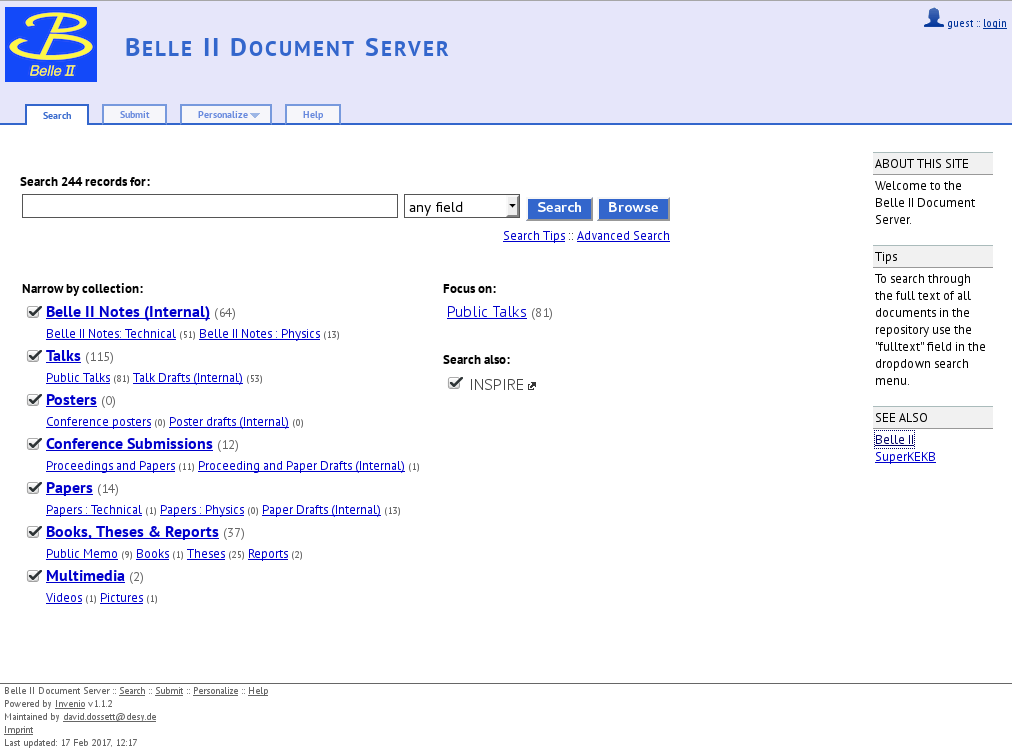 Belle II
BELLE II DOCUMENT SERVER
guest :: login
Search Submit Personalize Help
Search 244 records for:
any field Search Browse
Search Tips :: Advanced Search
Narrow by collection:
Belle II Notes (Internal) (64)
Belle II Notes: Technical (51) Belle II Notes : Physics (13)
Talks (115)
Public Talks (81) Talk Drafts (Internal) (53)
Posters (0)
Conference posters (0) Poster drafts (Internal) (0)
Conference Submissions (12)
Proceedings and Papers (11) Proceeding and Paper Drafts (Internal) (1)
Papers (14)
Papers : Technical (1) Papers : Physics (0) Paper Drafts (Internal) (13)
Books, Theses & Reports (37)
Public Memo (9) Books (1) Theses (25) Reports (2)
Multimedia (2)
Videos (1) Pictures (1)
Focus on:
Public Talks (81)
Search also:
INSPIRE
ABOUT THIS SITE
Welcome to the
Belle II Document
Server.
Tips
To search through
the full text of all
documents in the
repository use the
"fulltext" field in the
dropdown search
menu.
SEE ALSO
Belle II
SuperKEKB
Belle II Document Server :: Search :: Submit :: Personalize :: Help
Powered by Invenio v1.1.2
Maintained by david.dossett@desy.de
Imprint
Last updated: 17 Feb 2017, 12:17